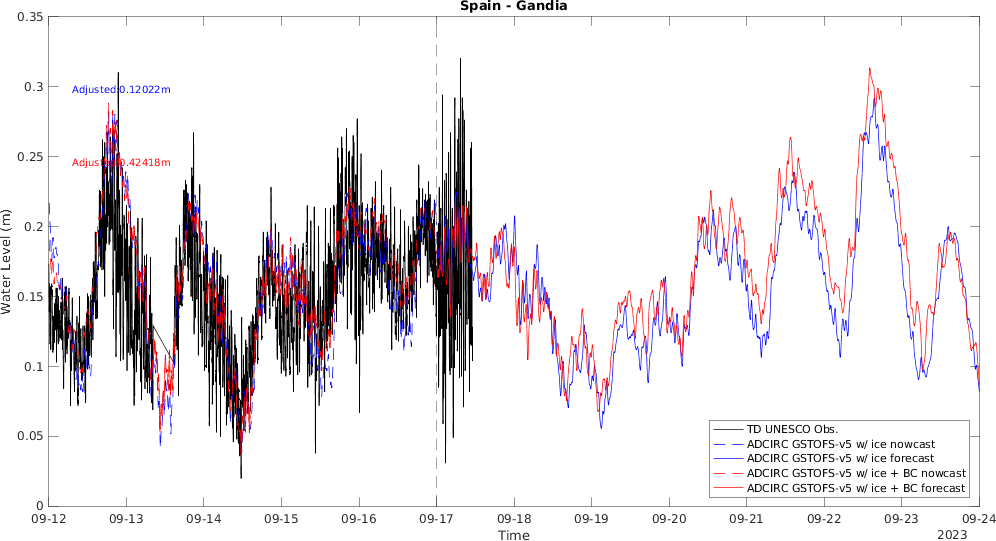 Spain - Gandia
Water Level (m)
0.35
0.3
0.25
0.2
0.15
0.1
0.05
0
Adjusted:0.12022m
Adjusted:0.42418m
TD UNESCO Obs.
ADCIRC GSTOFS-v5 w/ ice nowcast
ADCIRC GSTOFS-v5 w/ ice forecast
ADCIRC GSTOFS-v5 w/ ice + BC nowcast
ADCIRC GSTOFS-v5 w/ ice + BC forecast
09-12 09-13 09-14 09-15 09-16 09-17 09-18 09-19 09-20 09-21 09-22 09-23 09-24
Time
2023